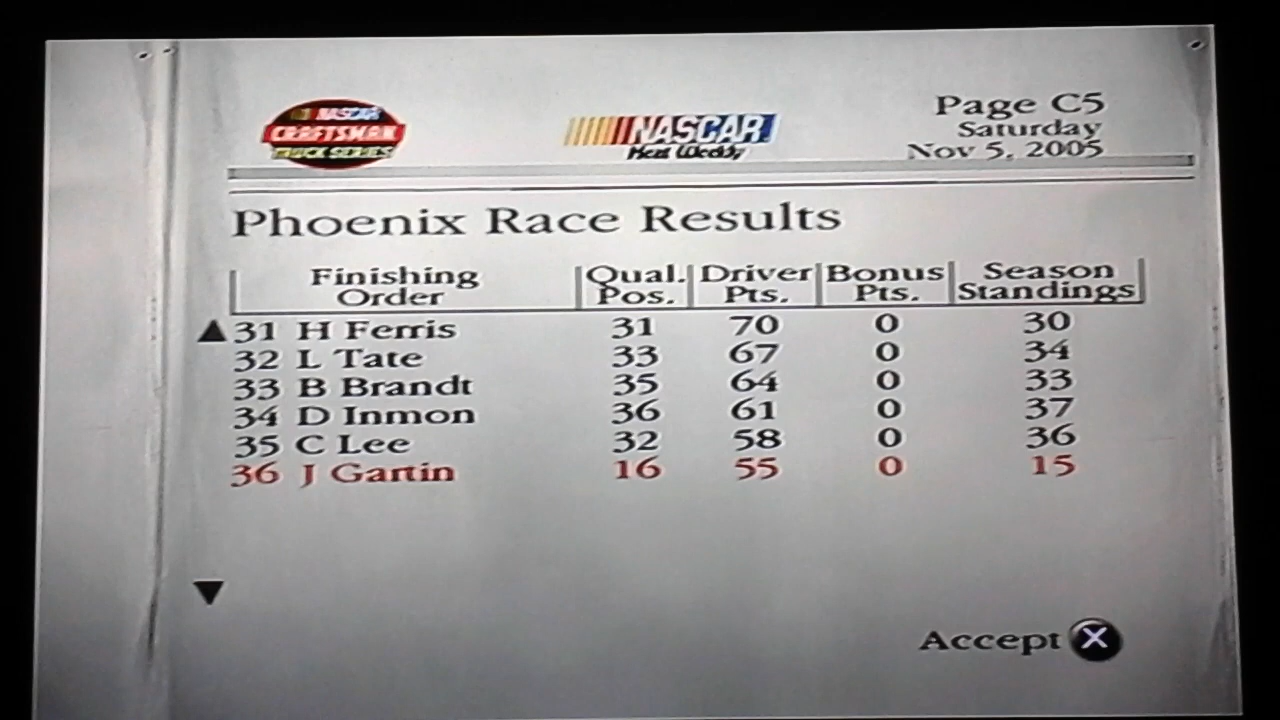 NASCAR
CRAFTSMAN
TRUCK SERIES
NASCAR
Next Weekly
Page C5
Saturday
Nov 5, 2005
Phoenix Race Results
Finishing Order Qual. Pos. Driver Pts. Bonus Pts. Season Standings
31 H Ferris 31 70 0 30
32 L Tate 33 67 0 34
33 B Brandt 35 64 0 33
34 D Inmon 36 61 0 37
35 C Lee 32 58 0 36
36 J Gartin 16 55 0 15
Accept X